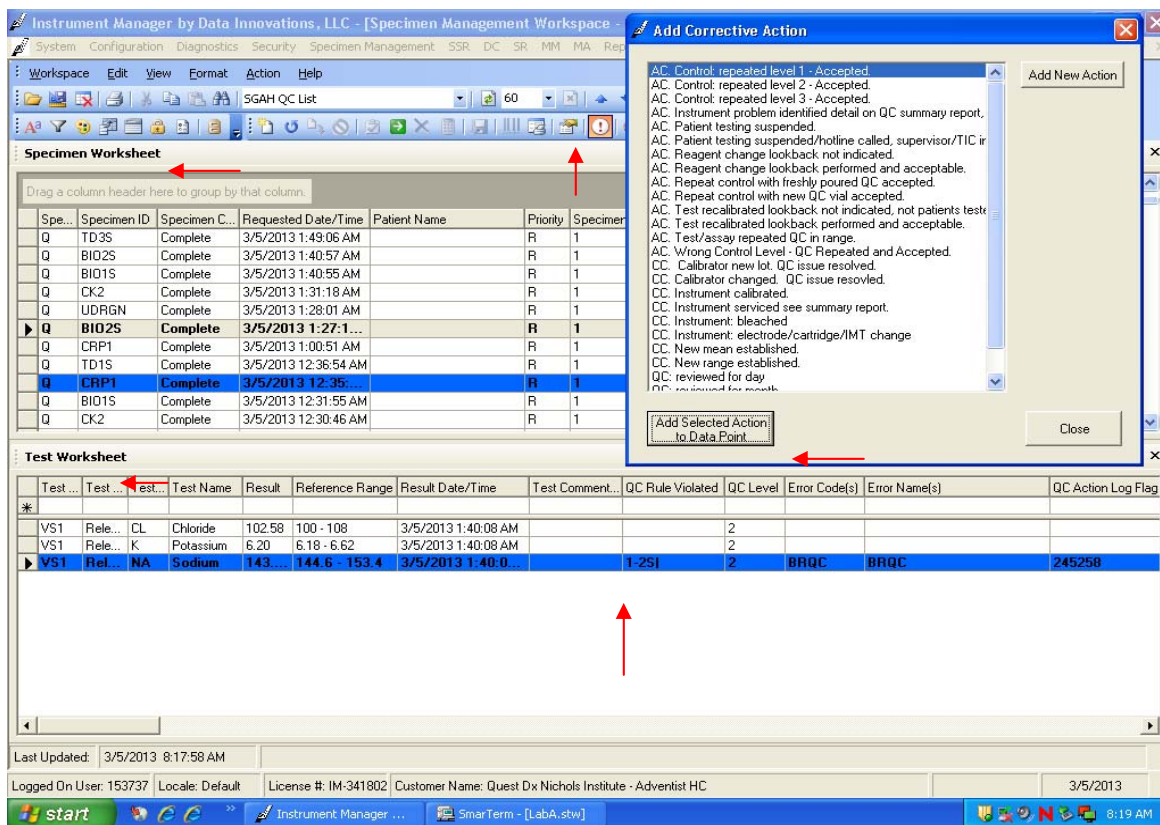 Instrument Manager by Data Innovations, LLC - [Specimen Management Workspace -
System Configuration Diagnostics Security Specimen Management SSR DC SR MM MA Rep
Workspace Edit View Format Action Help
SGAH QC List 60
Specimen Worksheet
Drag a column header here to group by that column.
Spe... Specimen ID Specimen C... Requested Date/Time Patient Name Priority Specimen
Q TD3S Complete 3/5/2013 1:49:06 AM R 1
Q BIO2S Complete 3/5/2013 1:40:57 AM R 1
Q BIO1S Complete 3/5/2013 1:40:55 AM R 1
Q CK2 Complete 3/5/2013 1:31:18 AM R 1
Q UDRGN Complete 3/5/2013 1:28:01 AM R 1
Q BIO2S Complete 3/5/2013 1:27:1... R 1
Q CRP1 Complete 3/5/2013 1:00:51 AM R 1
Q TD1S Complete 3/5/2013 12:36:54 AM R 1
Q CRP1 Complete 3/5/2013 12:35:... R 1
Q BIO1S Complete 3/5/2013 12:31:55 AM R 1
Q CK2 Complete 3/5/2013 12:30:46 AM R 1
Add Corrective Action
AC. Control: repeated level 1 - Accepted.
AC. Control: repeated level 2 - Accepted.
AC. Control: repeated level 3 - Accepted.
AC. Instrument problem identified detail on QC summary report,
AC. Patient testing suspended.
AC. Patient testing suspended/hotline called, supervisor/TIC ir
AC. Reagent change lookback not indicated.
AC. Reagent change lookback performed and acceptable.
AC. Repeat control with freshly poured QC accepted.
AC. Repeat control with new QC vial accepted.
AC. Test recalibrated lookback not indicated, not patients teste
AC. Test recalibrated lookback performed and acceptable.
AC. Test/assay repeated QC in range.
AC. Wrong Control Level - QC Repeated and Accepted.
CC. Calibrator new lot. QC issue resolved.
CC. Calibrator changed. QC issue resovled.
CC. Instrument calibrated.
CC. Instrument serviced see summary report.
CC. Instrument: bleached
CC. Instrument: electrode/cartridge/IMT change
CC. New mean established.
CC. New range established.
QC: reviewed for day
QC: reviewed for month
Add New Action
Add Selected Action
to Data Point
Close
Test Worksheet
Test ... Test ... Test... Test Name Result Reference Range Result Date/Time Test Comment... QC Rule Violated QC Level Error Code(s) Error Name(s) QC Action Log Flag
VS1 Rele... CL Chloride 102.58 100 - 108 3/5/2013 1:40:08 AM 2
VS1 Rele... K Potassium 6.20 6.18 - 6.62 3/5/2013 1:40:08 AM 2
VS1 Rel... NA Sodium 143.... 144.6 - 153.4 3/5/2013 1:40:0... 1-2S| 2 BRQC BRQC 245258
Last Updated: 3/5/2013 8:17:58 AM
Logged On User: 153737 Locale: Default License #: IM-341802 Customer Name: Quest Dx Nichols Institute - Adventist HC 3/5/2013
start Instrument Manager ... SmarTerm - [LabA.stw] 8:19 AM